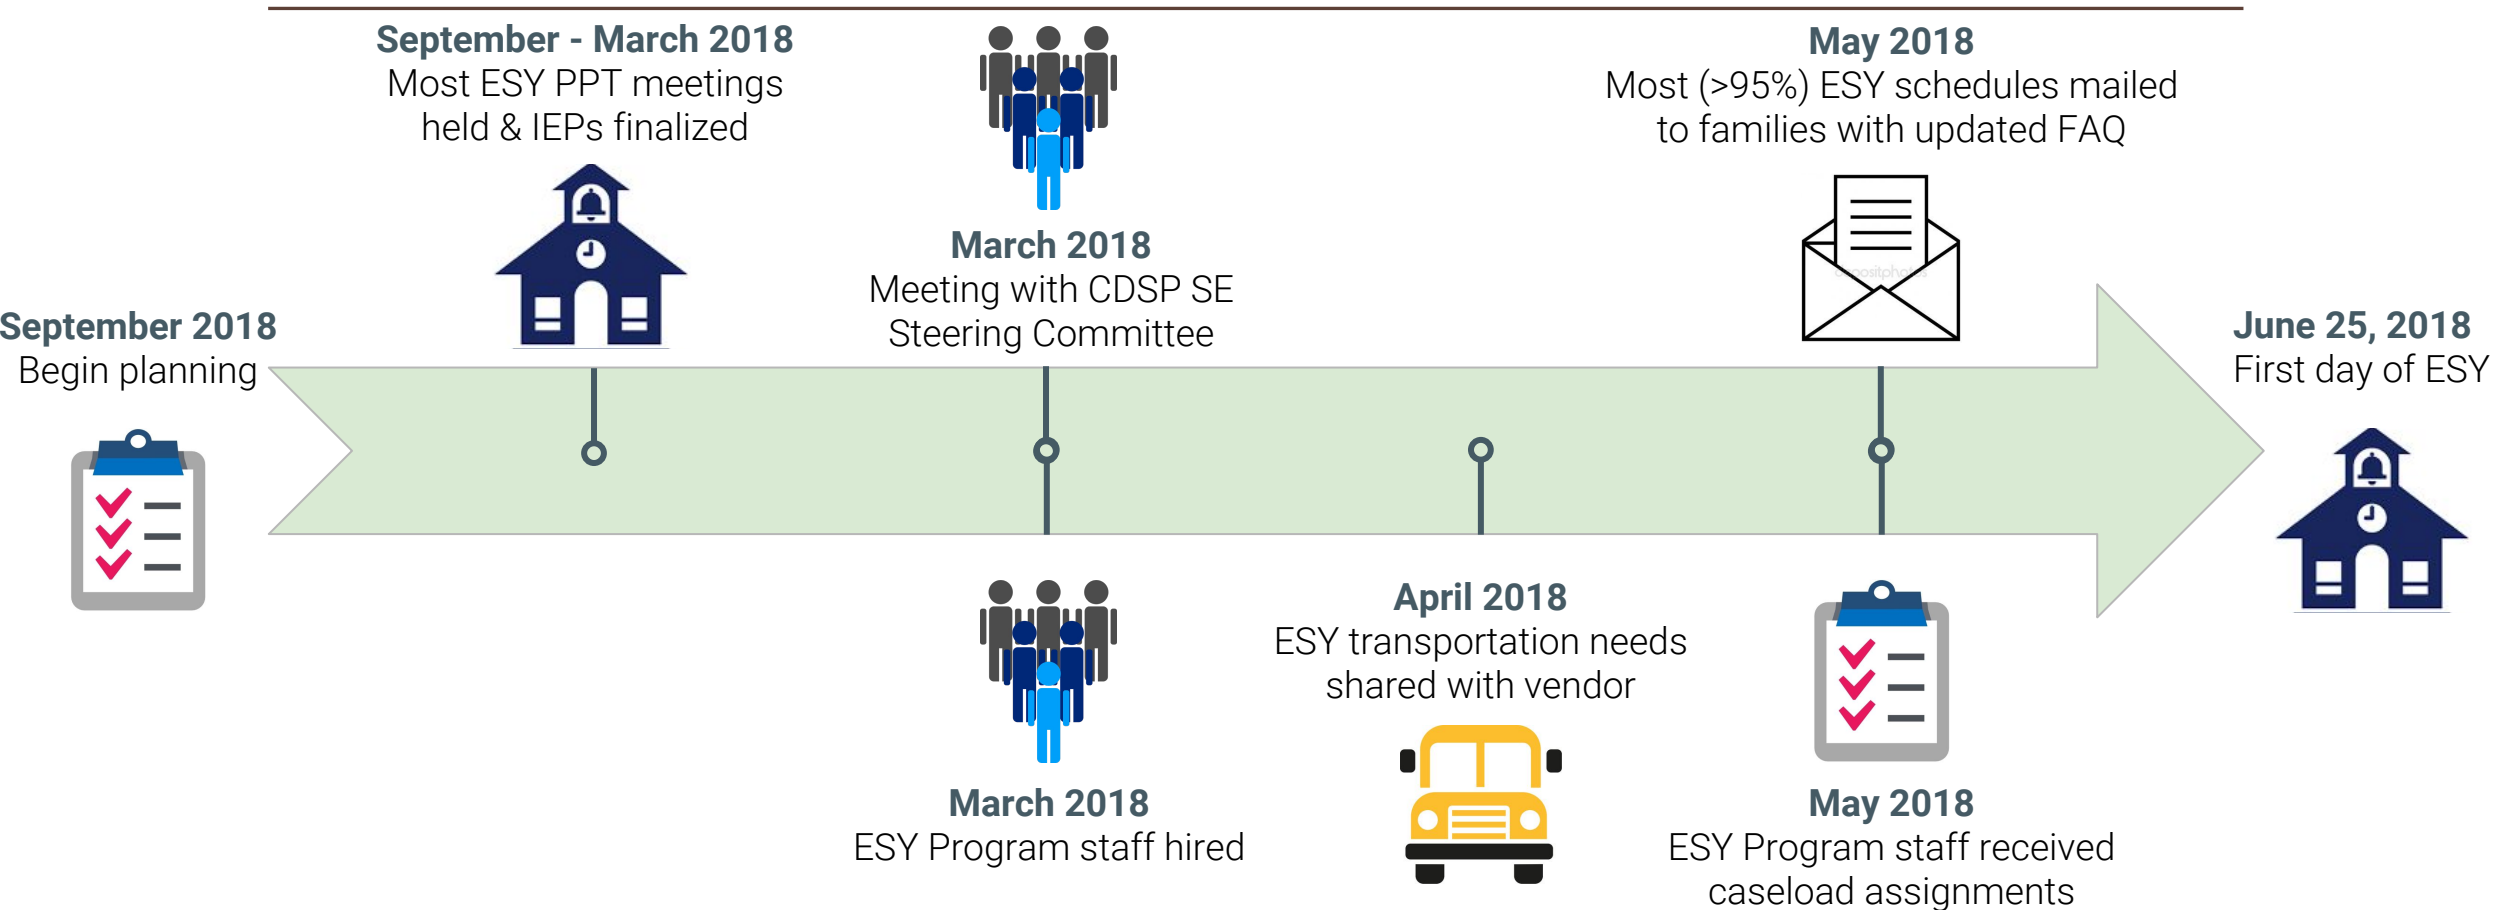 September 2018
Begin planning
September - March 2018
Most ESY PPT meetings
held & IEPs finalized
March 2018
Meeting with CDSP SE
Steering Committee
March 2018
ESY Program staff hired
April 2018
ESY transportation needs
shared with vendor
May 2018
Most (>95%) ESY schedules mailed
to families with updated FAQ
depositphotos
May 2018
ESY Program staff received
caseload assignments
June 25, 2018
First day of ESY